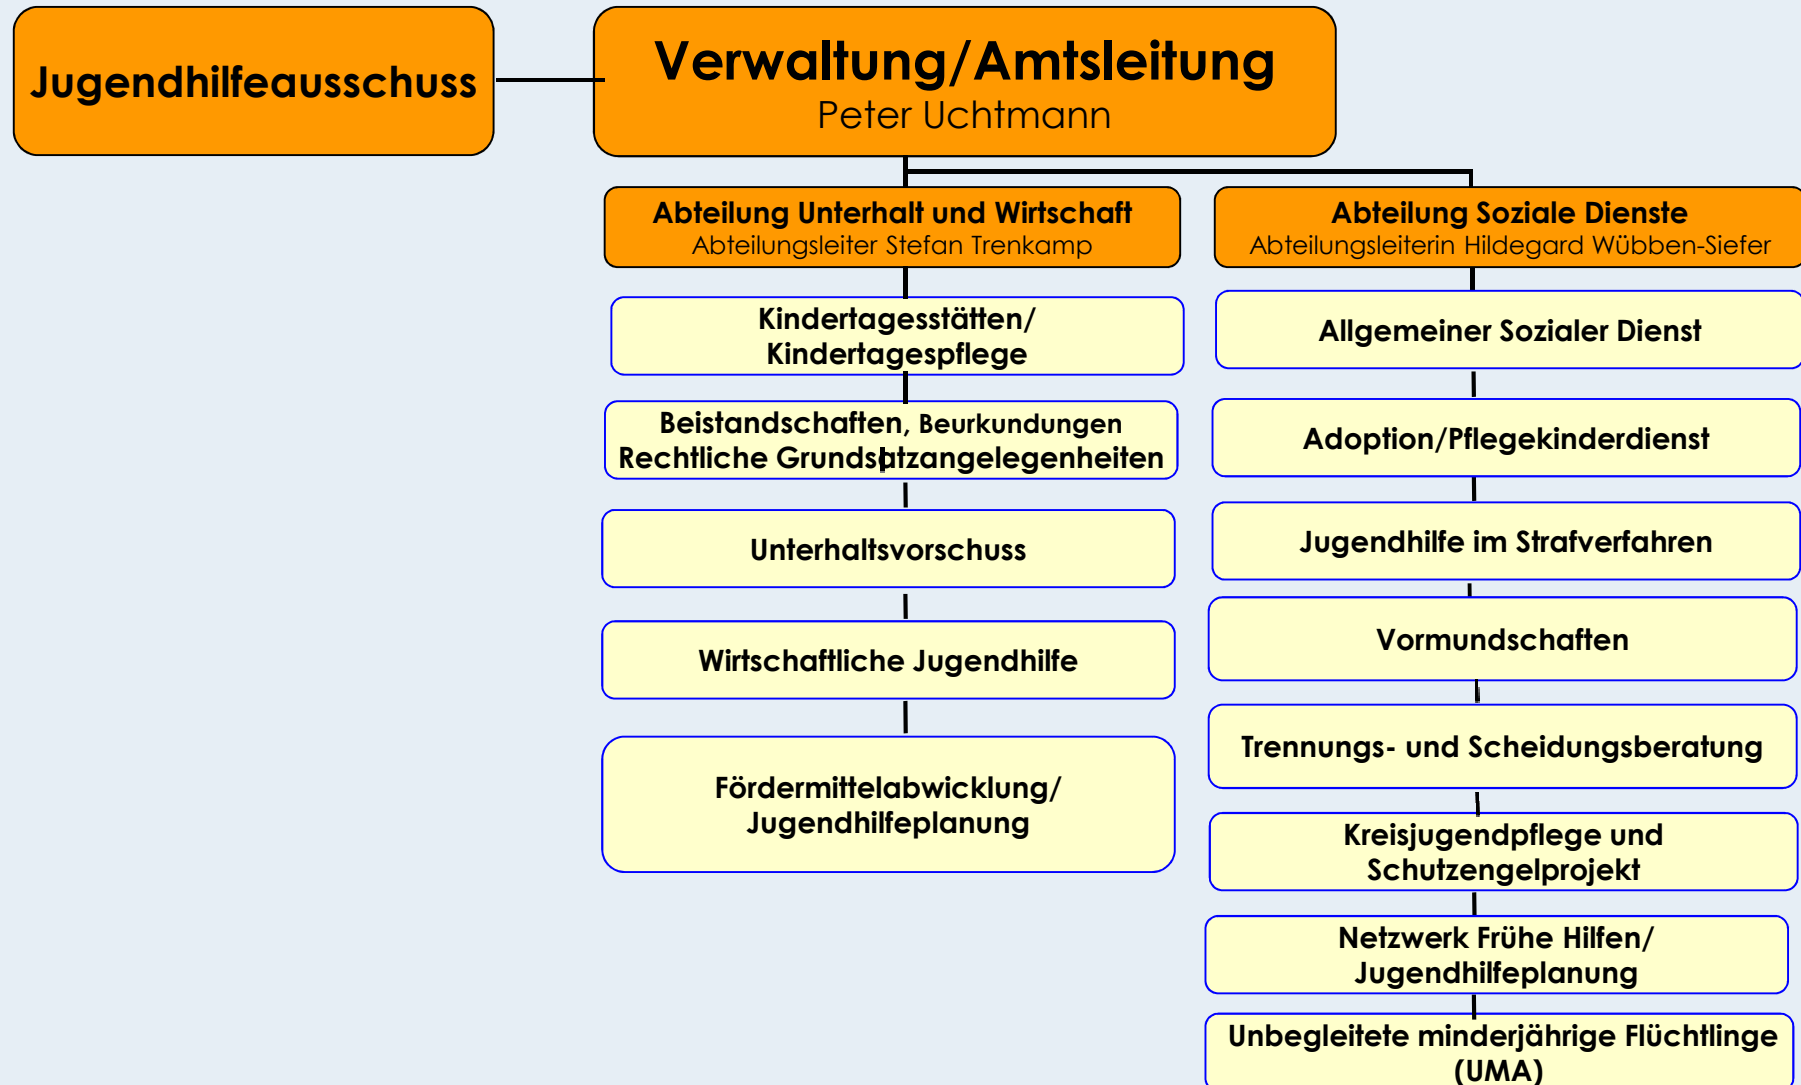 Jugendhilfeausschuss
Verwaltung/Amtsleitung
Peter Uchtmann
Abteilung Unterhalt und Wirtschaft
Abteilungsleiter Stefan Trenkamp
Kindertagesstätten/
Kindertagespflege
Beistandschaften, Beurkundungen
Rechtliche Grundsatzangelegenheiten
Unterhaltsvorschuss
Wirtschaftliche Jugendhilfe
Fördermittelabwicklung/
Jugendhilfeplanung
Abteilung Soziale Dienste
Abteilungsleiterin Hildegard Wübben-Siefer
Allgemeiner Sozialer Dienst
Adoption/Pflegekinderdienst
Jugendhilfe im Strafverfahren
Vormundschaften
Trennungs- und Scheidungsberatung
Kreisjugendpflege und
Schutzengelprojekt
Netzwerk Frühe Hilfen/
Jugendhilfeplanung
Unbegleitete minderjährige Flüchtlinge
(UMA)